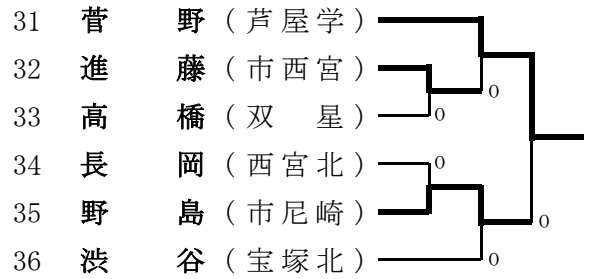 31 菅 野 (芦屋学)
32 進 藤 (市西宮) 0
33 高 橋 (双 星) 0
34 長 岡 (西宮北) 0
35 野 島 (市尼崎) 0
36 渋 谷 (宝塚北) 0